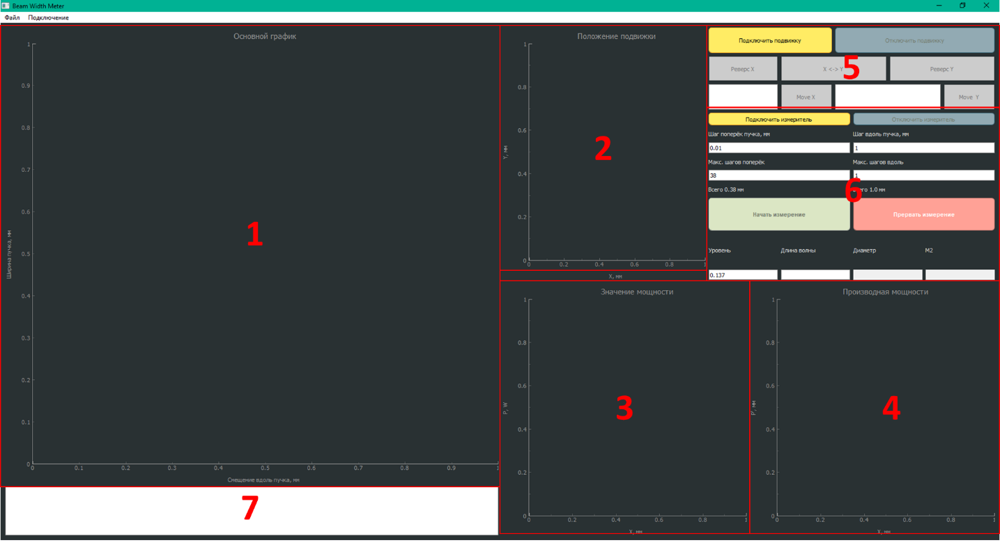 Beam Width Meter
Файл Подключение
Основной график
1
0.9
0.8
0.7
0.6
0.5
0.4
0.3
0.2
0.1
0
Ширина пучка, мм
0 0.1 0.2 0.3 0.4 0.5 0.6 0.7 0.8 0.9 1
Смещение вдоль пучка, мм
1
Положение подвижки
1
0.8
0.6
0.4
0.2
0
Y, мм
0 0.2 0.4 0.6 0.8 1
X, мм
2
Подключить подвижку Отключить подвижку
Реверс X X <-> Y Реверс Y
5
Move X Move Y
Подключить измеритель Отключить измеритель
Шаг поперёк пучка, мм Шаг вдоль пучка, мм
0.01 1
Макс. шагов поперёк Макс. шагов вдоль
38 1
Всего 0.38 мм Всего 1.0 мм
6
Начать измерение Прервать измерение
Уровень Длина волны Диаметр M2
0.137
Значение мощности
1
0.8
0.6
0.4
0.2
0
P, W
0 0.2 0.4 0.6 0.8 1
X, мм
3
Производная мощности
1
0.8
0.6
0.4
0.2
0
P', мм
0 0.2 0.4 0.6 0.8 1
X, мм
4
7